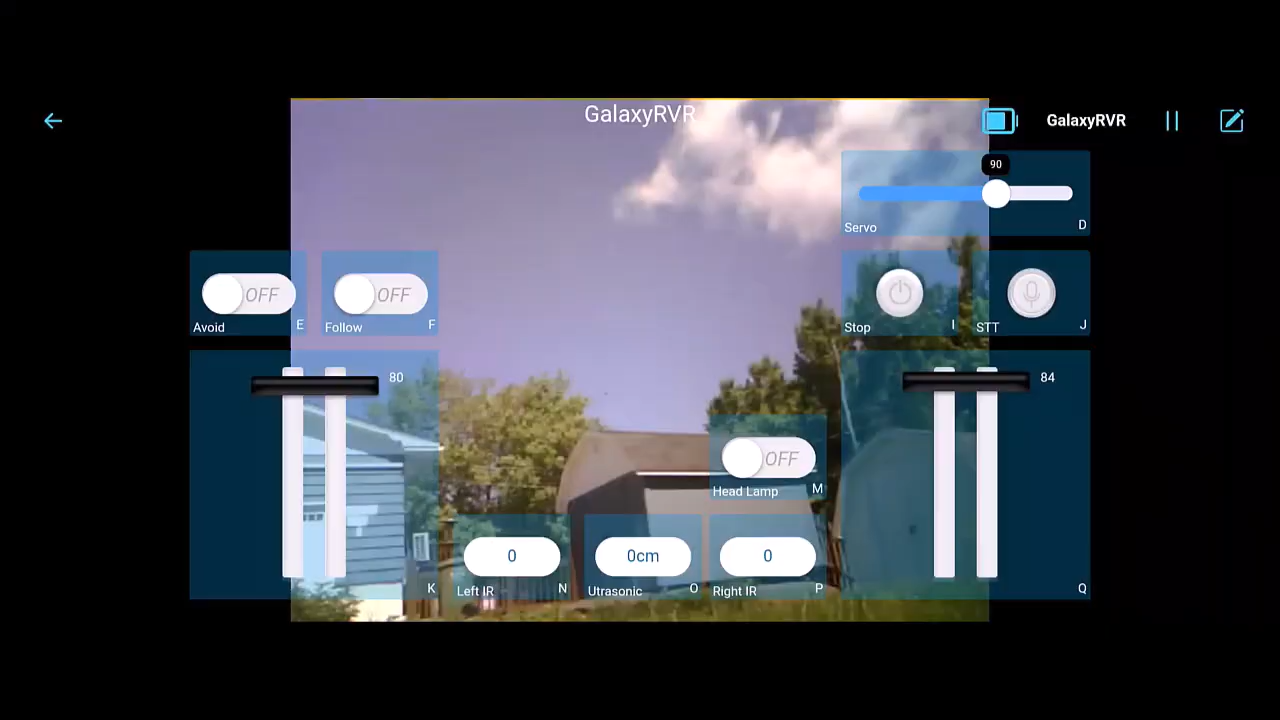 GalaxyRVR
GalaxyRVR
90
Servo D
OFF
Avoid E
OFF
Follow F
Stop I
STT J
80
K
84
Q
OFF
Head Lamp M
0
Left IR N
0cm
Utrasonic O
0
Right IR P